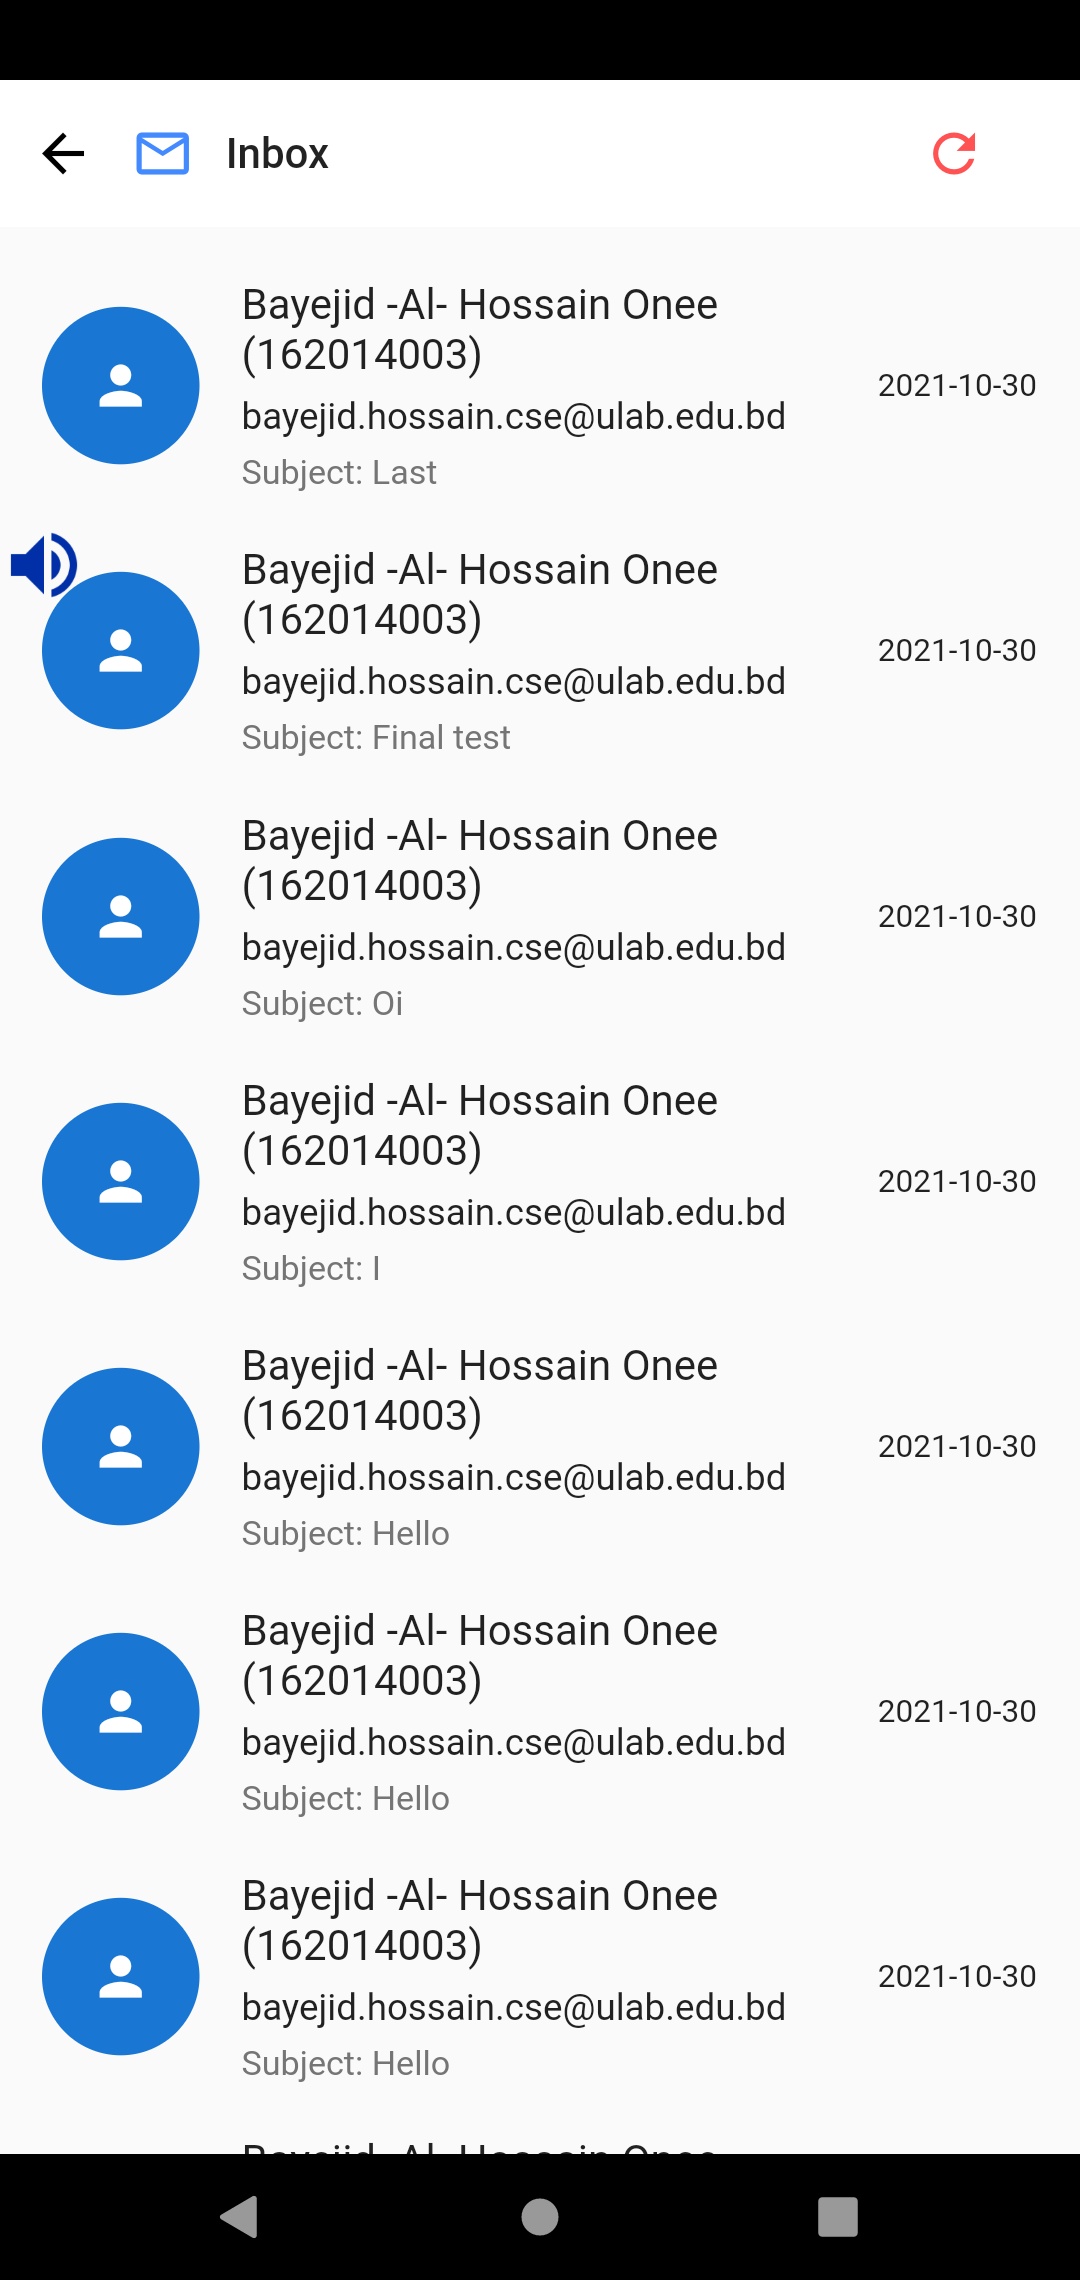 Inbox
Bayejid -Al- Hossain Onee
(162014003)
bayejid.hossain.cse@ulab.edu.bd
Subject: Last
2021-10-30
Bayejid -Al- Hossain Onee
(162014003)
bayejid.hossain.cse@ulab.edu.bd
Subject: Final test
2021-10-30
Bayejid -Al- Hossain Onee
(162014003)
bayejid.hossain.cse@ulab.edu.bd
Subject: Oi
2021-10-30
Bayejid -Al- Hossain Onee
(162014003)
bayejid.hossain.cse@ulab.edu.bd
Subject: I
2021-10-30
Bayejid -Al- Hossain Onee
(162014003)
bayejid.hossain.cse@ulab.edu.bd
Subject: Hello
2021-10-30
Bayejid -Al- Hossain Onee
(162014003)
bayejid.hossain.cse@ulab.edu.bd
Subject: Hello
2021-10-30
Bayejid -Al- Hossain Onee
(162014003)
bayejid.hossain.cse@ulab.edu.bd
Subject: Hello
2021-10-30
Bayejid -Al- Hossain Onee